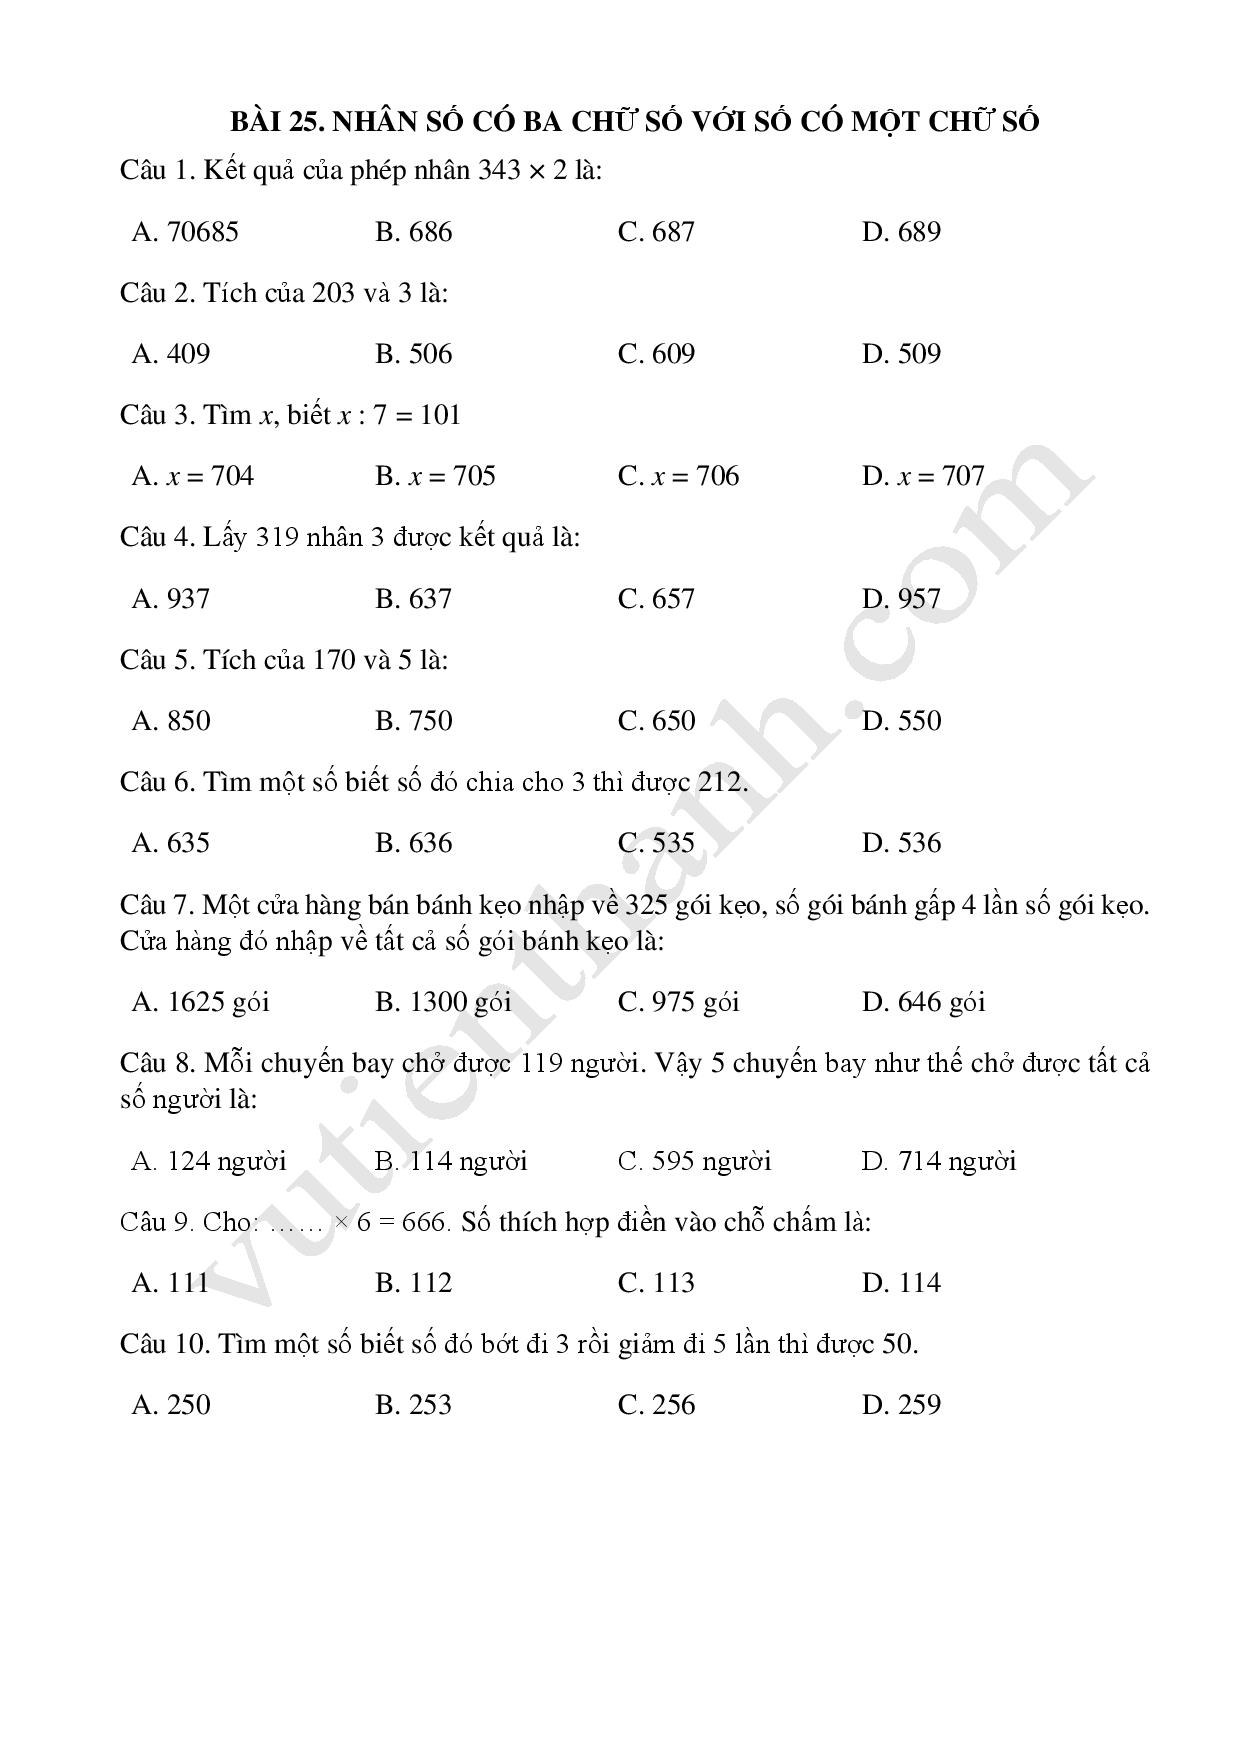 BÀI 25. NHÂN SỐ CÓ BA CHỮ SỐ VỚI SỐ CÓ MỘT CHỮ SỐ
Câu 1. Kết quả của phép nhân 343 × 2 là:
A. 70685 B. 686 C. 687 D. 689
Câu 2. Tích của 203 và 3 là:
A. 409 B. 506 C. 609 D. 509
Câu 3. Tìm x, biết x : 7 = 101
A. x = 704 B. x = 705 C. x = 706 D. x = 707
Câu 4. Lấy 319 nhân 3 được kết quả là:
A. 937 B. 637 C. 657 D. 957
Câu 5. Tích của 170 và 5 là:
A. 850 B. 750 C. 650 D. 550
Câu 6. Tìm một số biết số đó chia cho 3 thì được 212.
A. 635 B. 636 C. 535 D. 536
Câu 7. Một cửa hàng bán bánh kẹo nhập về 325 gói kẹo, số gói bánh gấp 4 lần số gói kẹo.
Cửa hàng đó nhập về tất cả số gói bánh kẹo là:
A. 1625 gói B. 1300 gói C. 975 gói D. 646 gói
Câu 8. Mỗi chuyến bay chở được 119 người. Vậy 5 chuyến bay như thế chở được tất cả
số người là:
A. 124 người B. 114 người C. 595 người D. 714 người
Câu 9. Cho: …… × 6 = 666. Số thích hợp điền vào chỗ chấm là:
A. 111 B. 112 C. 113 D. 114
Câu 10. Tìm một số biết số đó bớt đi 3 rồi giảm đi 5 lần thì được 50.
A. 250 B. 253 C. 256 D. 259
vutienthanh.com